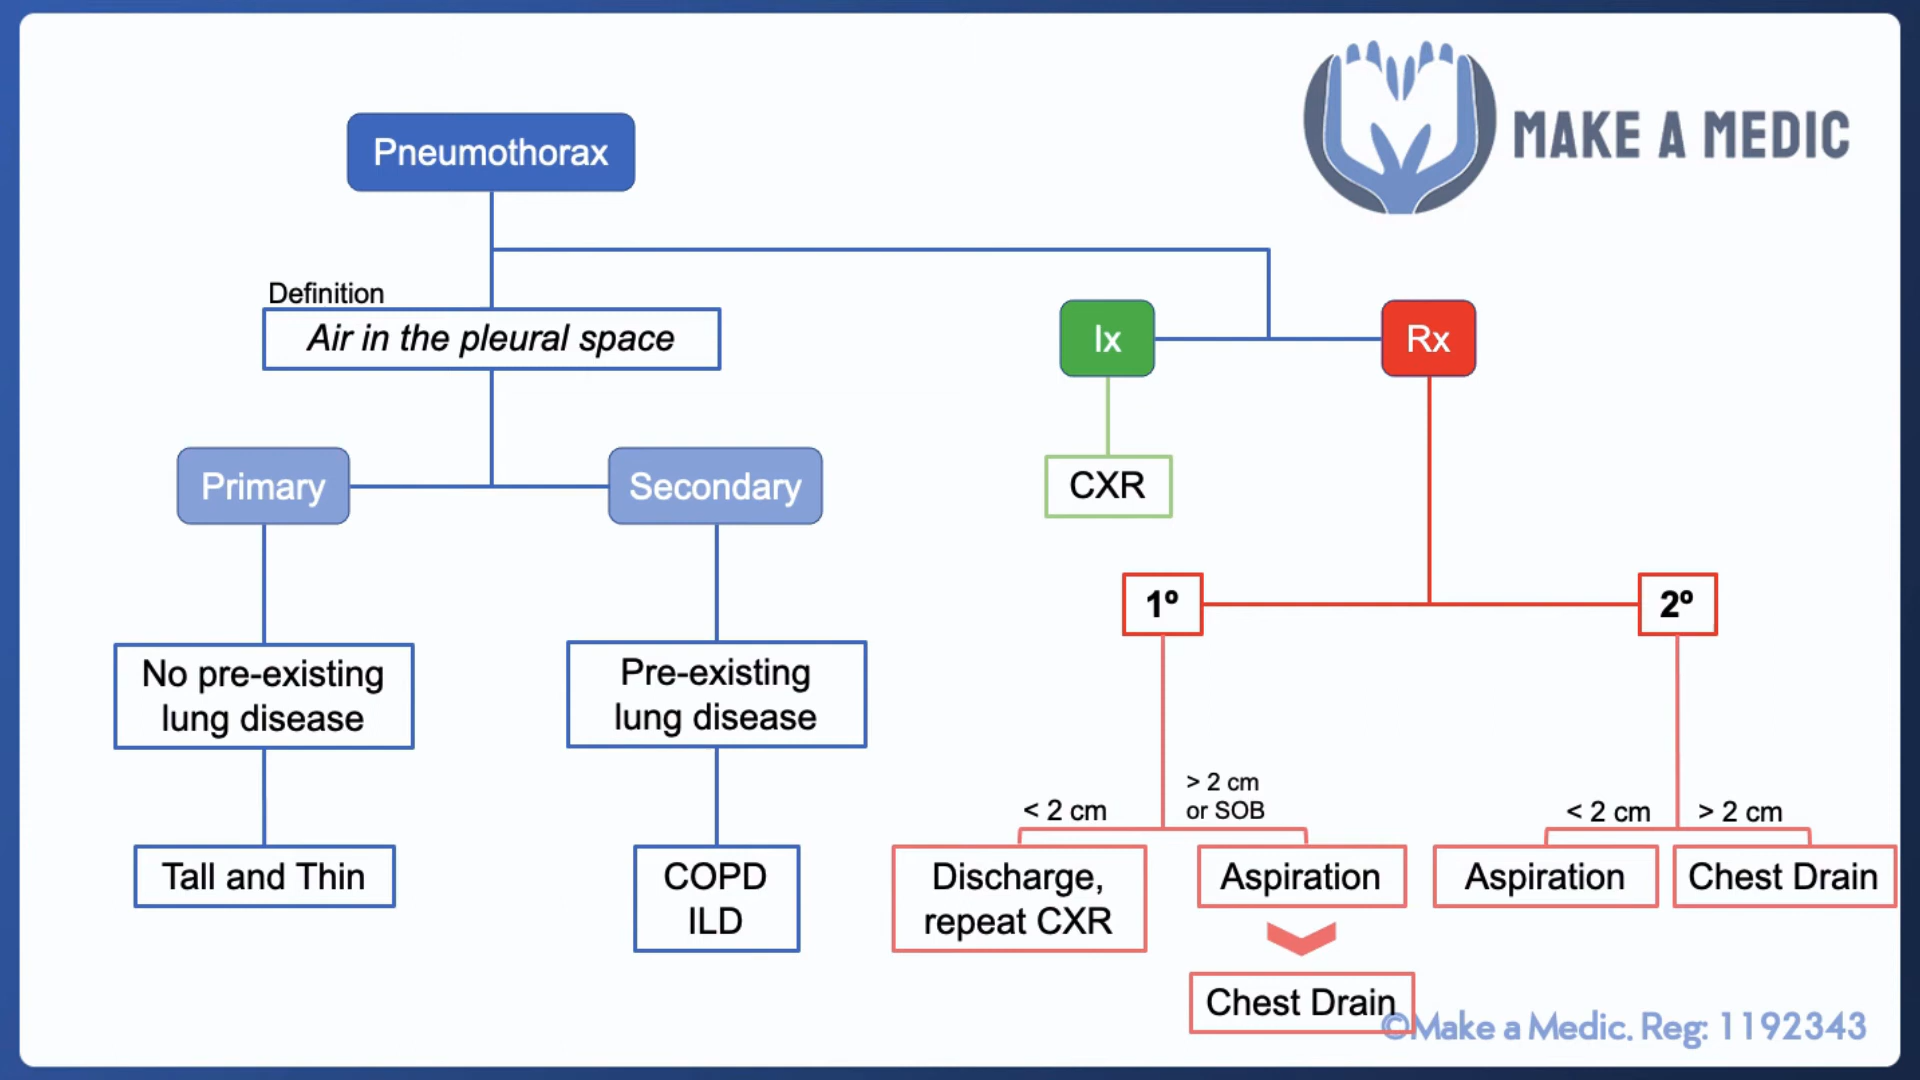 MAKE A MEDIC
Pneumothorax
Definition
Air in the pleural space
Ix
Rx
Primary
Secondary
CXR
1º
2º
No pre-existing
lung disease
Pre-existing
lung disease
< 2 cm
> 2 cm
or SOB
< 2 cm
> 2 cm
Tall and Thin
COPD
ILD
Discharge,
repeat CXR
Aspiration
Aspiration
Chest Drain
Chest Drain
©Make a Medic. Reg: 1192343